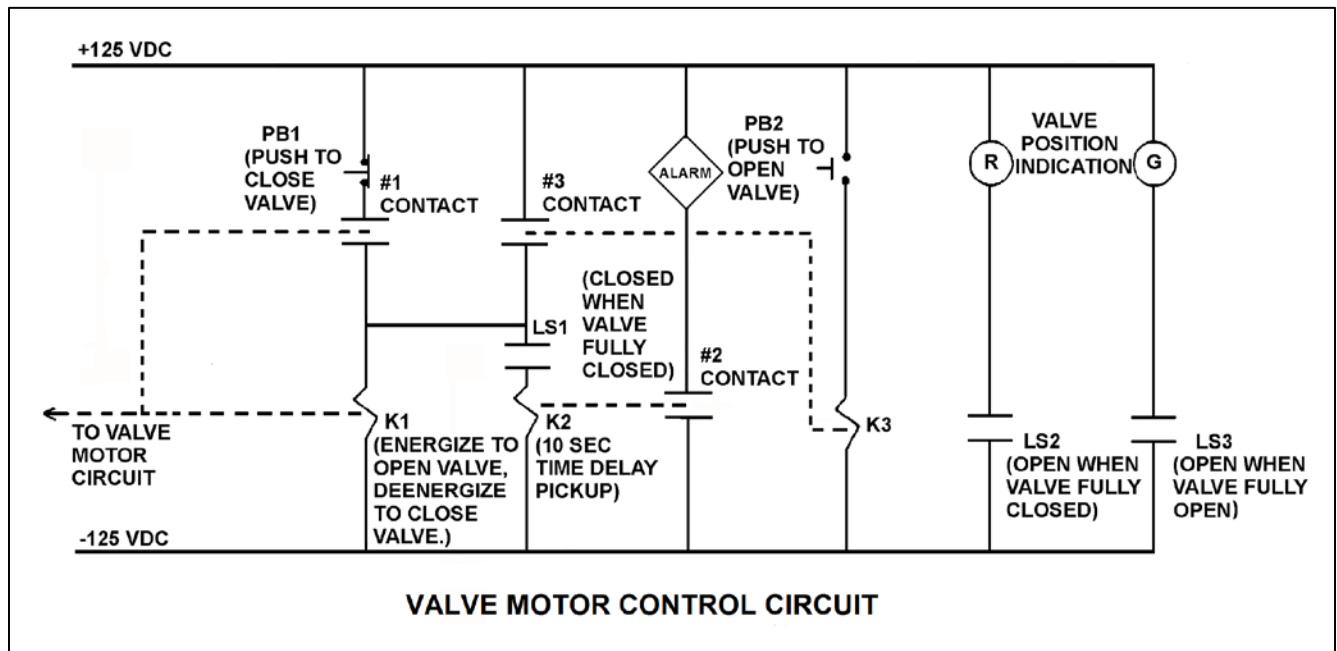 +125 VDC
PB1
(PUSH TO
CLOSE
VALVE)
#1
CONTACT
#3
CONTACT
ALARM
PB2
(PUSH TO
OPEN
VALVE)
R
VALVE
POSITION
INDICATION
G
(CLOSED
WHEN
VALVE
FULLY
CLOSED)
LS1
#2
CONTACT
TO VALVE
MOTOR
CIRCUIT
K1
(ENERGIZE TO
OPEN VALVE,
DEENERGIZE
TO CLOSE
VALVE.)
K2
(10 SEC
TIME DELAY
PICKUP)
K3
LS2
(OPEN WHEN
VALVE FULLY
CLOSED)
LS3
(OPEN WHEN
VALVE FULLY
OPEN)
-125 VDC
VALVE MOTOR CONTROL CIRCUIT